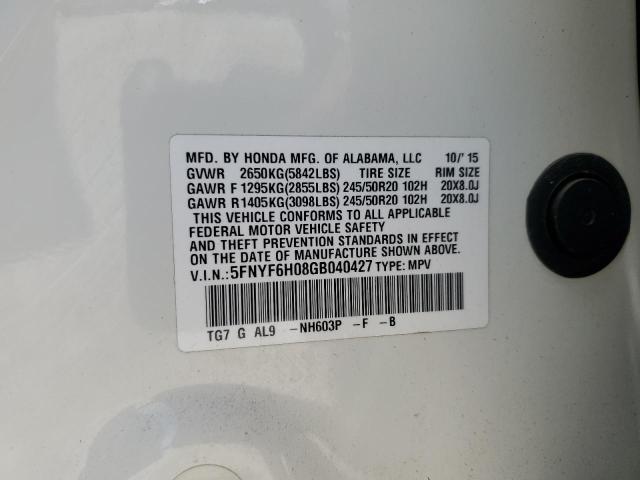 MFD. BY HONDA MFG. OF ALABAMA, LLC 10/'15
GVWR 2650KG(5842LBS) TIRE SIZE RIM SIZE
GAWR F 1295KG(2855LBS) 245/50R20 102H 20X8.0J
GAWR R 1405KG(3098LBS) 245/50R20 102H 20X8.0J
THIS VEHICLE CONFORMS TO ALL APPLICABLE
FEDERAL MOTOR VEHICLE SAFETY
AND THEFT PREVENTION STANDARDS IN EFFECT
ON THE DATE OF MANUFACTURE SHOWN ABOVE.
V.I.N.: 5FNYF6H08GB040427 TYPE: MPV
TG7 G AL9 -NH603P -F -B